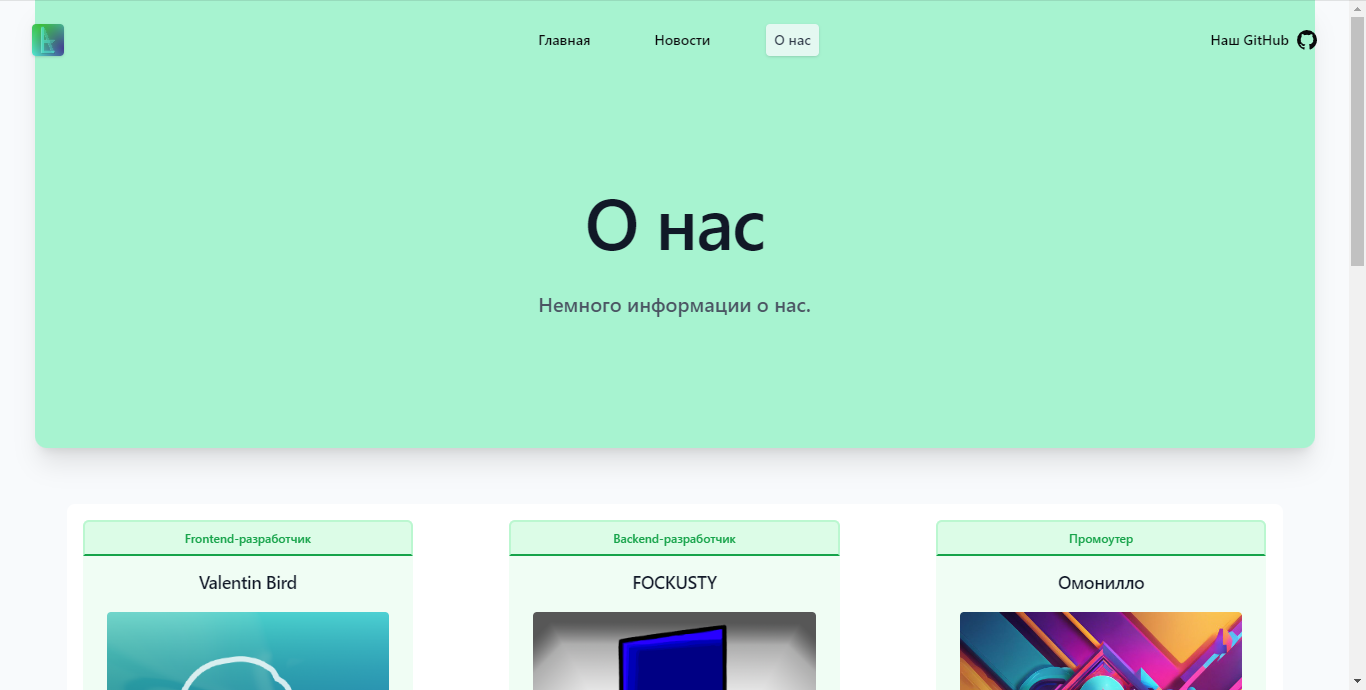 Главная
Новости
О нас
Наш GitHub
О нас
Немного информации о нас.
Frontend-разработчик
Backend-разработчик
Промоутер
Valentin Bird
FOCKUSTY
Омонилло